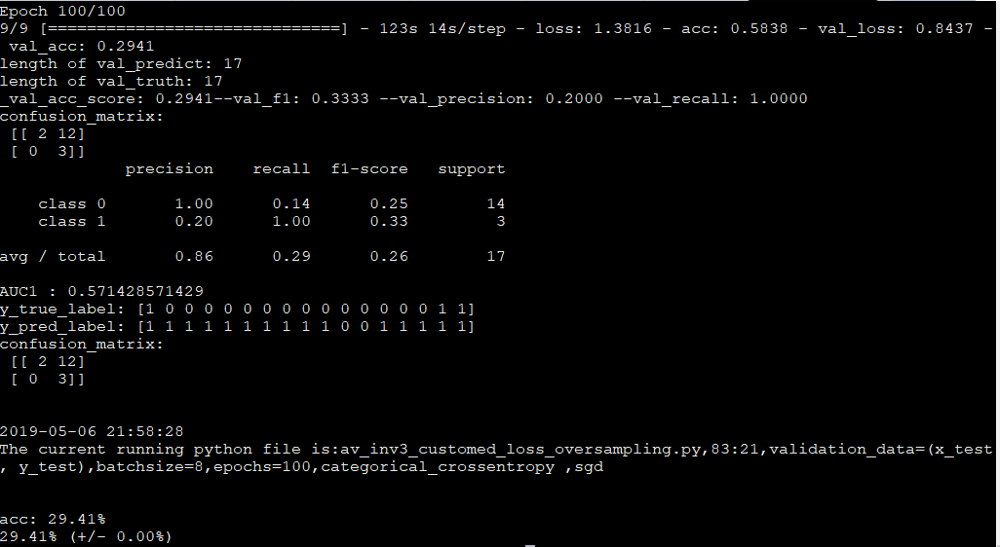 Epoch 100/100
9/9 [==============================] - 123s 14s/step - loss: 1.3816 - acc: 0.5838 - val_loss: 0.8437 -
val_acc: 0.2941
length of val_predict: 17
length of val_truth: 17
_val_acc_score: 0.2941--val_f1: 0.3333 --val_precision: 0.2000 --val_recall: 1.0000
confusion_matrix:
[[ 2 12]
[ 0  3]]
precision    recall  f1-score   support
class 0       1.00      0.14      0.25        14
class 1       0.20      1.00      0.33         3
avg / total       0.86      0.29      0.26        17
AUC1 : 0.571428571429
y_true_label: [1 0 0 0 0 0 0 0 0 0 0 0 0 0 0 1 1]
y_pred_label: [1 1 1 1 1 1 1 1 1 1 0 0 1 1 1 1 1]
confusion_matrix:
[[ 2 12]
[ 0  3]]
2019-05-06 21:58:28
The current running python file is:av_inv3_customed_loss_oversampling.py,83:21,validation_data=(x_test
, y_test),batchsize=8,epochs=100,categorical_crossentropy ,sgd
acc: 29.41%
29.41% (+/- 0.00%)